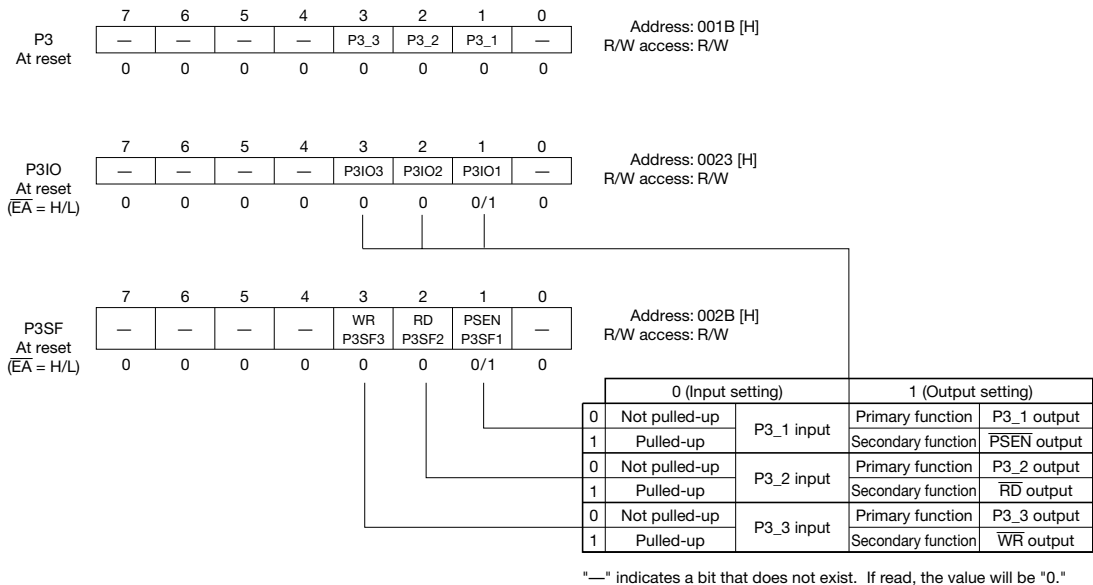 7 6 5 4 3 2 1 0
P3 — — — — P3_3 P3_2 P3_1 —
At reset 0 0 0 0 0 0 0 0
Address: 001B [H]
R/W access: R/W
7 6 5 4 3 2 1 0
P3IO — — — — P3IO3 P3IO2 P3IO1 —
At reset
(EA = H/L) 0 0 0 0 0 0 0/1 0
Address: 0023 [H]
R/W access: R/W
7 6 5 4 3 2 1 0
P3SF — — — — WR P3SF3 RD P3SF2 PSEN P3SF1 —
At reset
(EA = H/L) 0 0 0 0 0 0 0/1 0
Address: 002B [H]
R/W access: R/W
0 (Input setting) 1 (Output setting)
0 Not pulled-up P3_1 input Primary function P3_1 output
1 Pulled-up Secondary function PSEN output
0 Not pulled-up P3_2 input Primary function P3_2 output
1 Pulled-up Secondary function RD output
0 Not pulled-up P3_3 input Primary function P3_3 output
1 Pulled-up Secondary function WR output
"—" indicates a bit that does not exist. If read, the value will be "0."